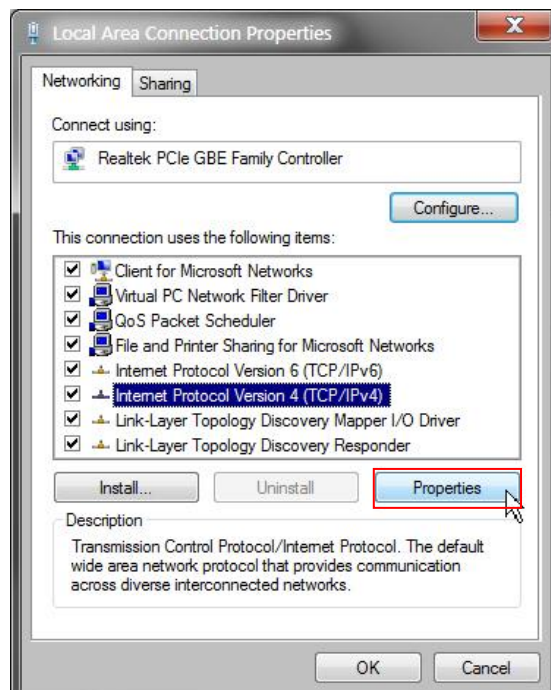 Local Area Connection Properties
Networking
Sharing
Connect using:
Realtek PCIe GBE Family Controller
Configure...
This connection uses the following items:
Client for Microsoft Networks
Virtual PC Network Filter Driver
QoS Packet Scheduler
File and Printer Sharing for Microsoft Networks
Internet Protocol Version 6 (TCP/IPv6)
Internet Protocol Version 4 (TCP/IPv4)
Link-Layer Topology Discovery Mapper I/O Driver
Link-Layer Topology Discovery Responder
Install...
Uninstall
Properties
Description
Transmission Control Protocol/Internet Protocol. The default
wide area network protocol that provides communication
across diverse interconnected networks.
OK
Cancel